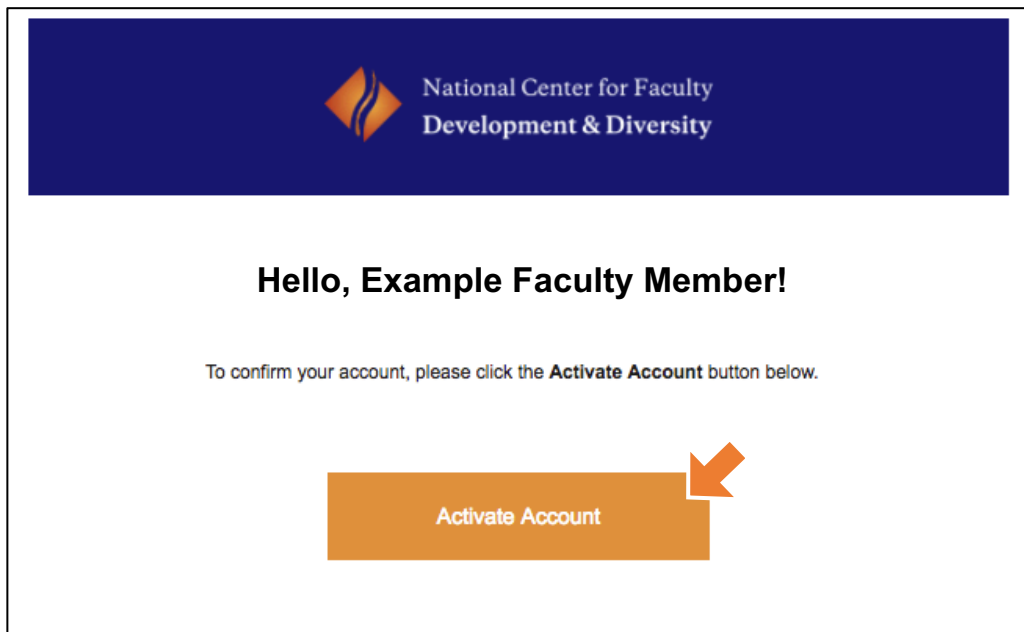 National Center for Faculty
Development & Diversity
Hello, Example Faculty Member!
To confirm your account, please click the Activate Account button below.
Activate Account